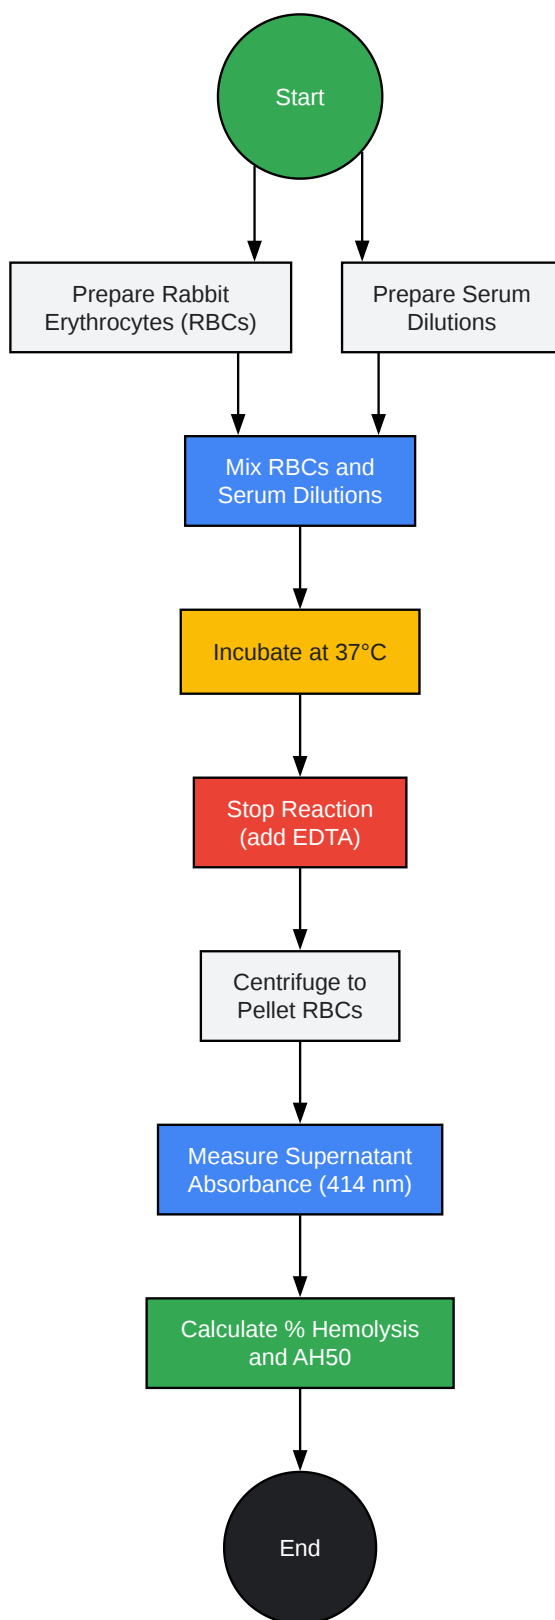 Start
Prepare Rabbit
Erythrocytes (RBCs)
Prepare Serum
Dilutions
Mix RBCs and
Serum Dilutions
Incubate at 37°C
Stop Reaction
(add EDTA)
Centrifuge to
Pellet RBCs
Measure Supernatant
Absorbance (414 nm)
Calculate % Hemolysis
and AH50
End